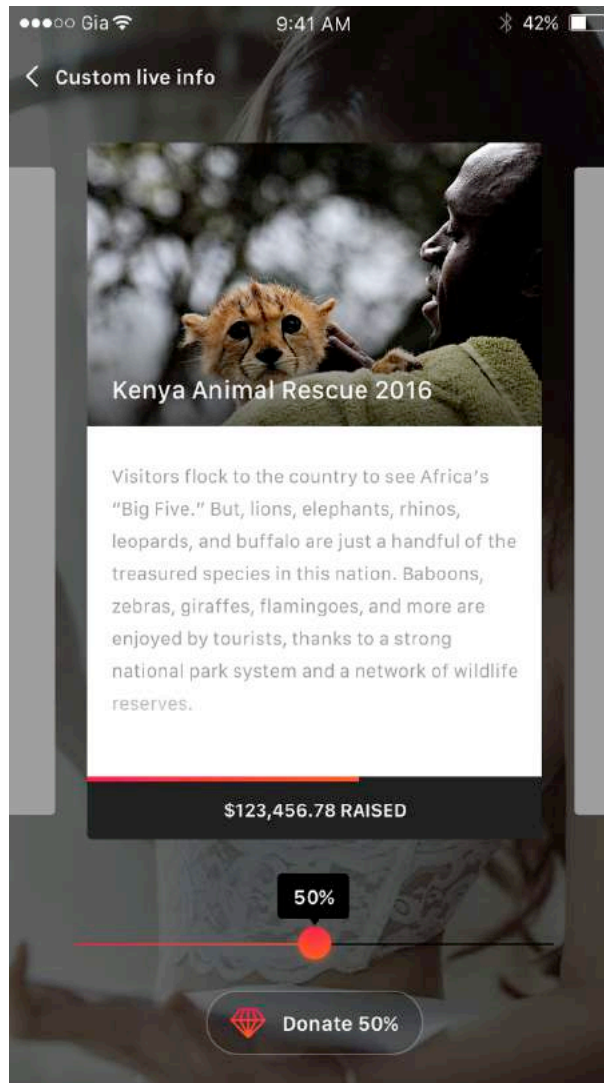 Gia 9:41 AM 42%
Custom live info
Kenya Animal Rescue 2016
Visitors flock to the country to see Africa's
"Big Five." But, lions, elephants, rhinos,
leopards, and buffalo are just a handful of the
treasured species in this nation. Baboons,
zebras, giraffes, flamingoes, and more are
enjoyed by tourists, thanks to a strong
national park system and a network of wildlife
reserves.
$123,456.78 RAISED
50%
Donate 50%